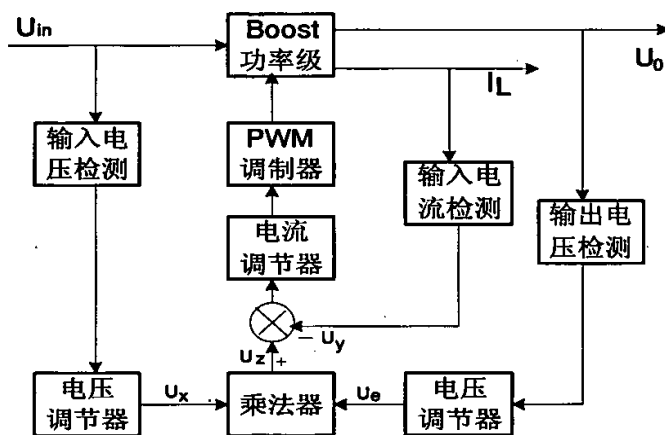 Uin
Boost
功率级
U0
IL
输入电
压检测
PWM
调制器
输入电
流检测
输出电
压检测
电流
调节器
- Uy
Uz +
电压
调节器
Ux
乘法器
Ue
电压
调节器